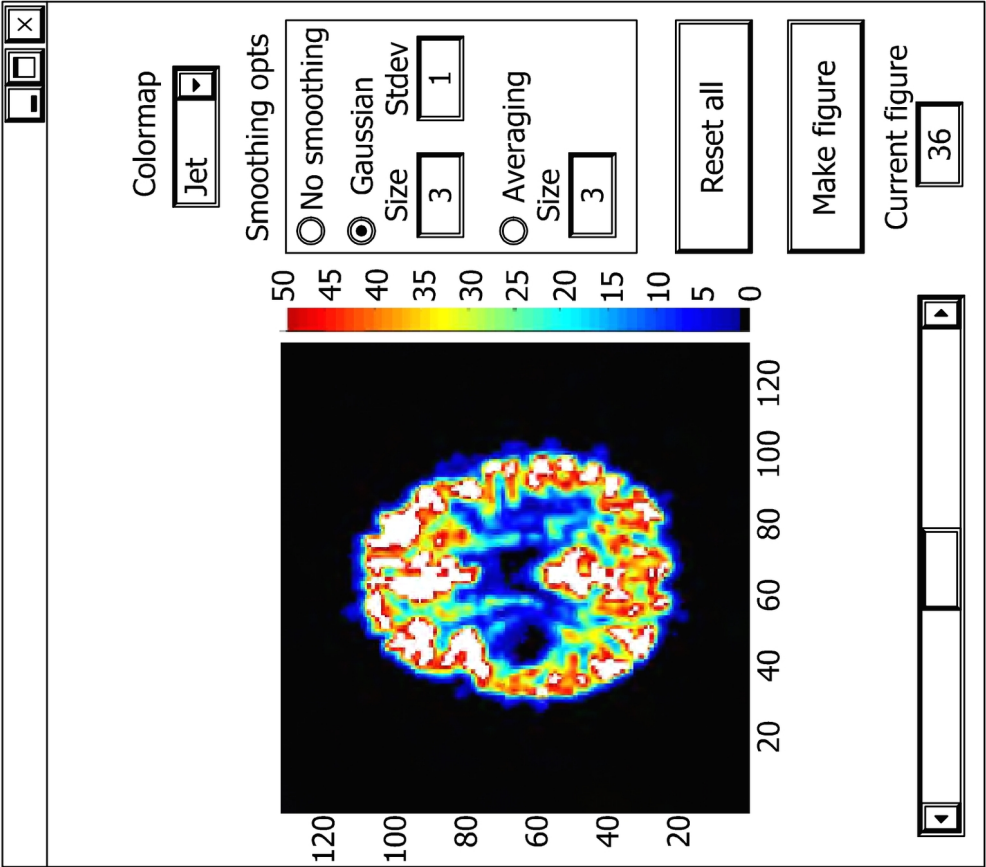 Colormap
Jet
Smoothing opts
No smoothing
Gaussian
Size Stdev
3 1
Averaging
Size
3
Reset all
Make figure
Current figure
36
50
45
40
35
30
25
20
15
10
5
0
120
100
80
60
40
20
20 40 60 80 100 120